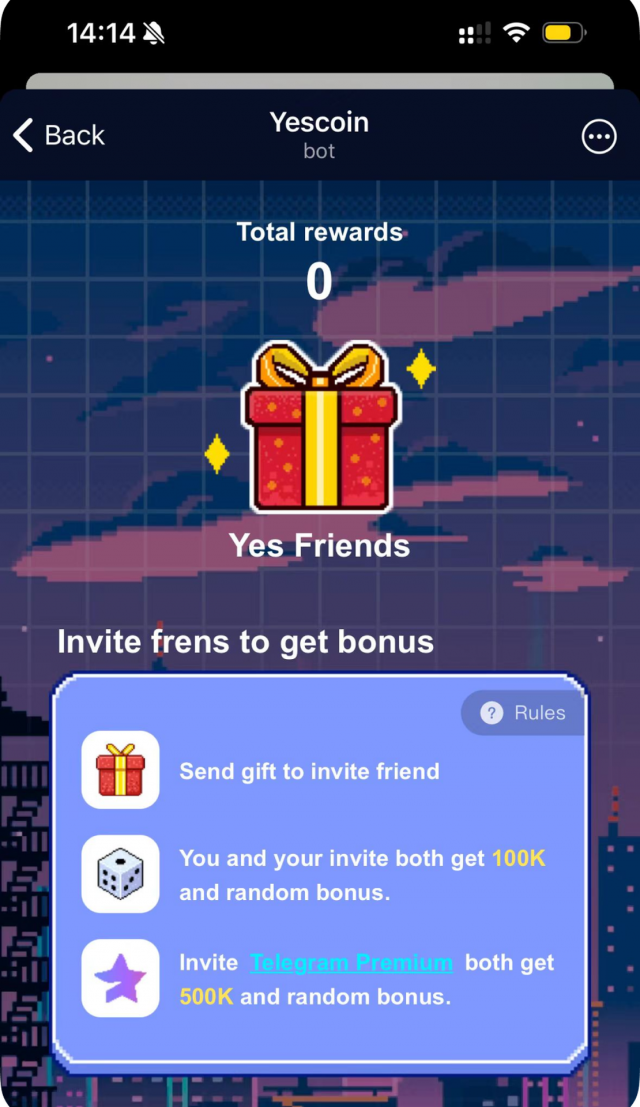 14:14
Back
Yescoin
bot
Total rewards
0
Yes Friends
Invite frens to get bonus
? Rules
Send gift to invite friend
You and your invite both get 100K
and random bonus.
Invite Telegram Premium both get
500K and random bonus.